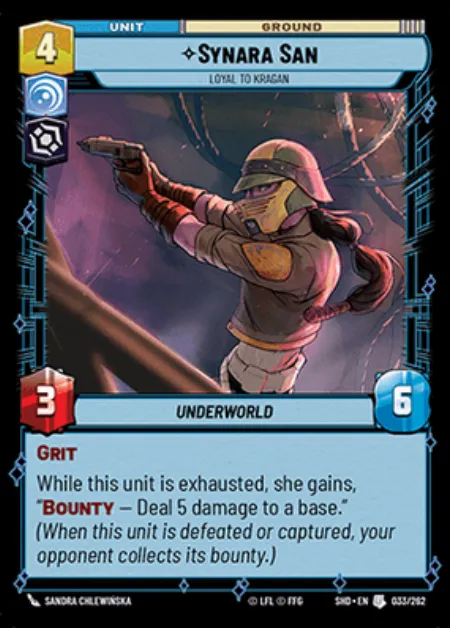 UNIT GROUND
4
✧SYNARA SAN
LOYAL TO KRAGAN
3
UNDERWORLD
6
GRIT
While this unit is exhausted, she gains,
“BOUNTY – Deal 5 damage to a base.”
(When this unit is defeated or captured, your
opponent collects its bounty.)
SANDRA CHLEWIŃSKA
© LFL © FFG
SHD • EN
033/262